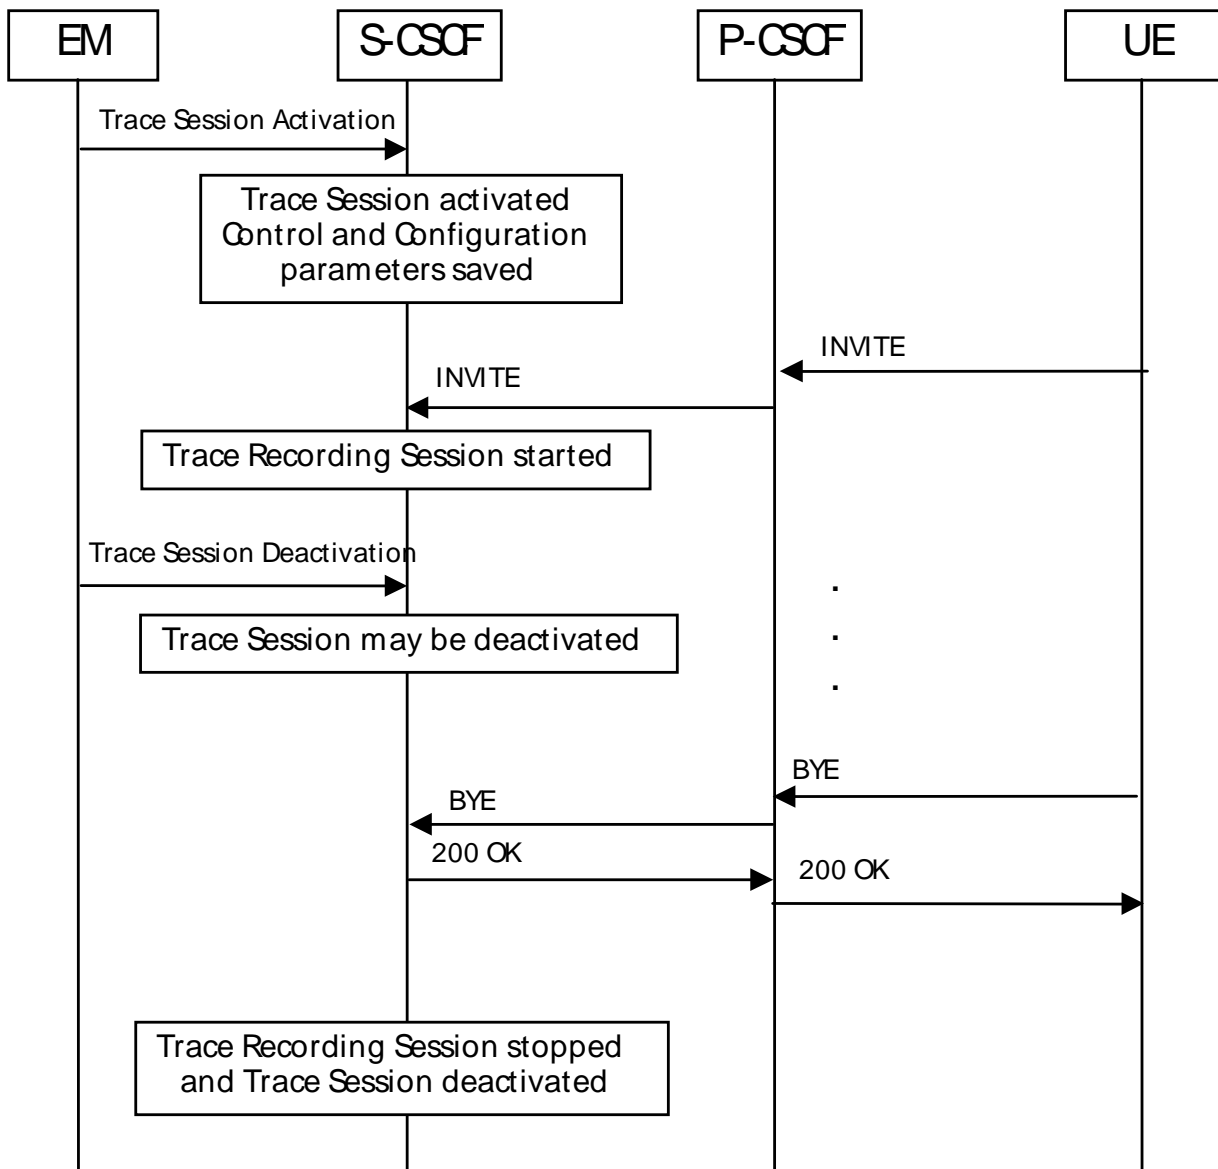 EM
S-CSCF
P-CSCF
UE
Trace Session Activation
Trace Session activated
Control and Configuration
parameters saved
INVITE
INVITE
Trace Recording Session started
Trace Session Deactivation
.
Trace Session may be deactivated
.
.
BYE
BYE
200 OK
200 OK
Trace Recording Session stopped
and Trace Session deactivated